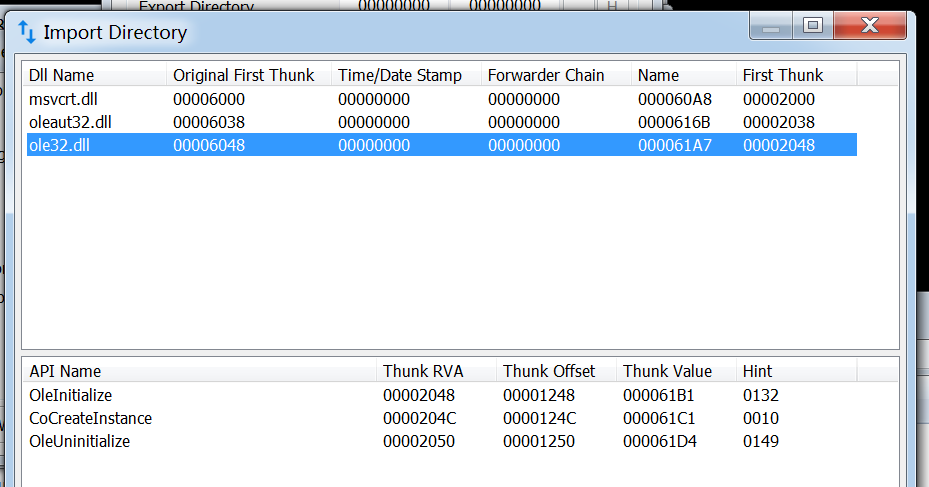 Export Directory 00000000 00000000 H
Import Directory
Dll Name Original First Thunk Time/Date Stamp Forwarder Chain Name First Thunk
msvcrt.dll 00006000 00000000 00000000 000060A8 00002000
oleaut32.dll 00006038 00000000 00000000 0000616B 00002038
ole32.dll 00006048 00000000 00000000 000061A7 00002048
API Name Thunk RVA Thunk Offset Thunk Value Hint
OleInitialize 00002048 00001248 000061B1 0132
CoCreateInstance 0000204C 0000124C 000061C1 0010
OleUninitialize 00002050 00001250 000061D4 0149